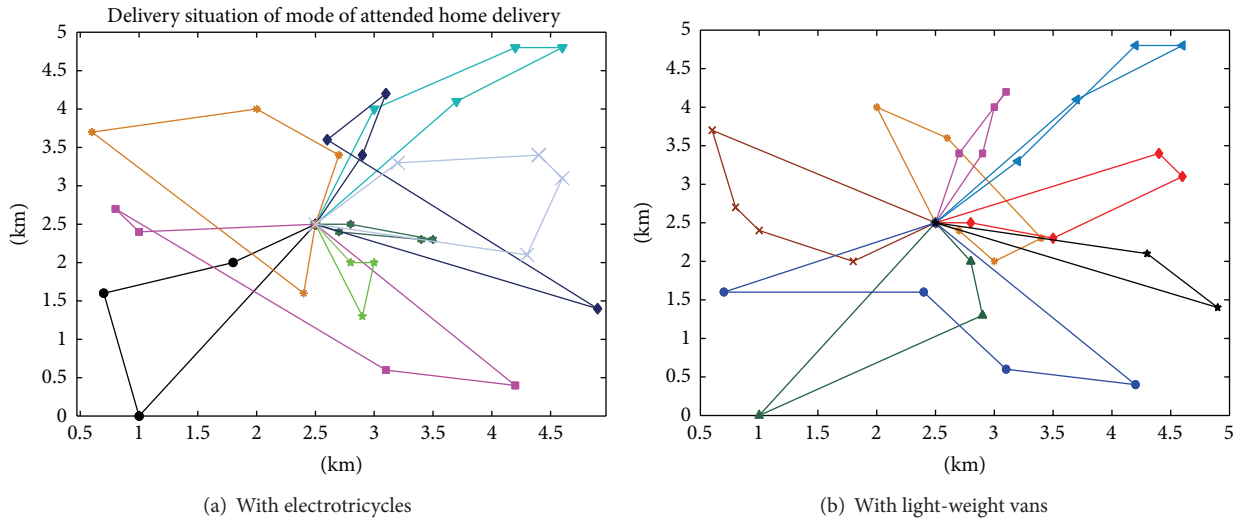 Delivery situation of mode of attended home delivery
5
4.5
4
3.5
3
2.5
2
1.5
1
0.5
0
(km)
0.5 1 1.5 2 2.5 3 3.5 4 4.5
(km)
(a) With electrotricycles
5
4.5
4
3.5
3
2.5
2
1.5
1
0.5
0
(km)
0.5 1 1.5 2 2.5 3 3.5 4 4.5 5
(km)
(b) With light-weight vans